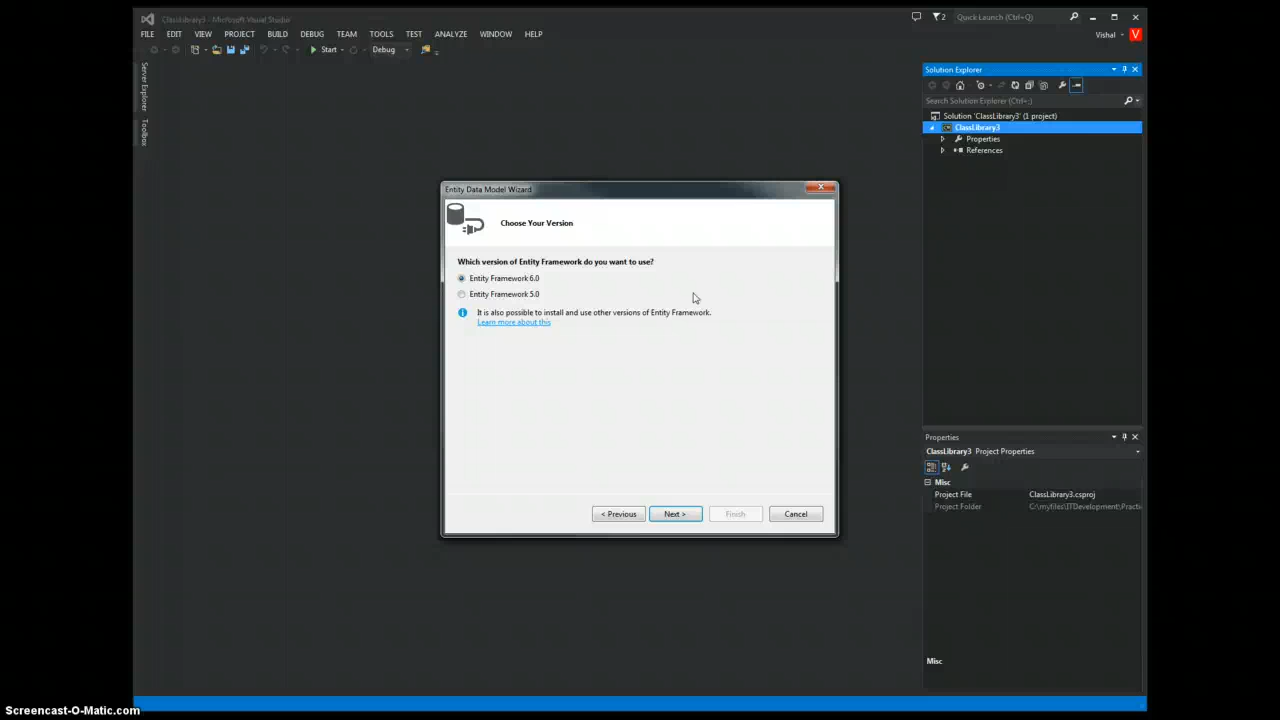 ClassLibrary3 - Microsoft Visual Studio
2
Quick Launch (Ctrl+Q)
FILE EDIT VIEW PROJECT BUILD DEBUG TEAM TOOLS TEST ANALYZE WINDOW HELP
Vishal V
Start Debug
Server Explorer
Toolbox
Solution Explorer
Search Solution Explorer (Ctrl+;)
Solution 'ClassLibrary3' (1 project)
ClassLibrary3
Properties
References
Entity Data Model Wizard
Choose Your Version
Which version of Entity Framework do you want to use?
Entity Framework 6.0
Entity Framework 5.0
It is also possible to install and use other versions of Entity Framework.
Learn more about this
< Previous Next > Finish Cancel
Properties
ClassLibrary3 Project Properties
Misc
Project File ClassLibrary3.csproj
Project Folder C:\myfiles\ITDevelopment\Practi
Misc
Screencast-O-Matic.com